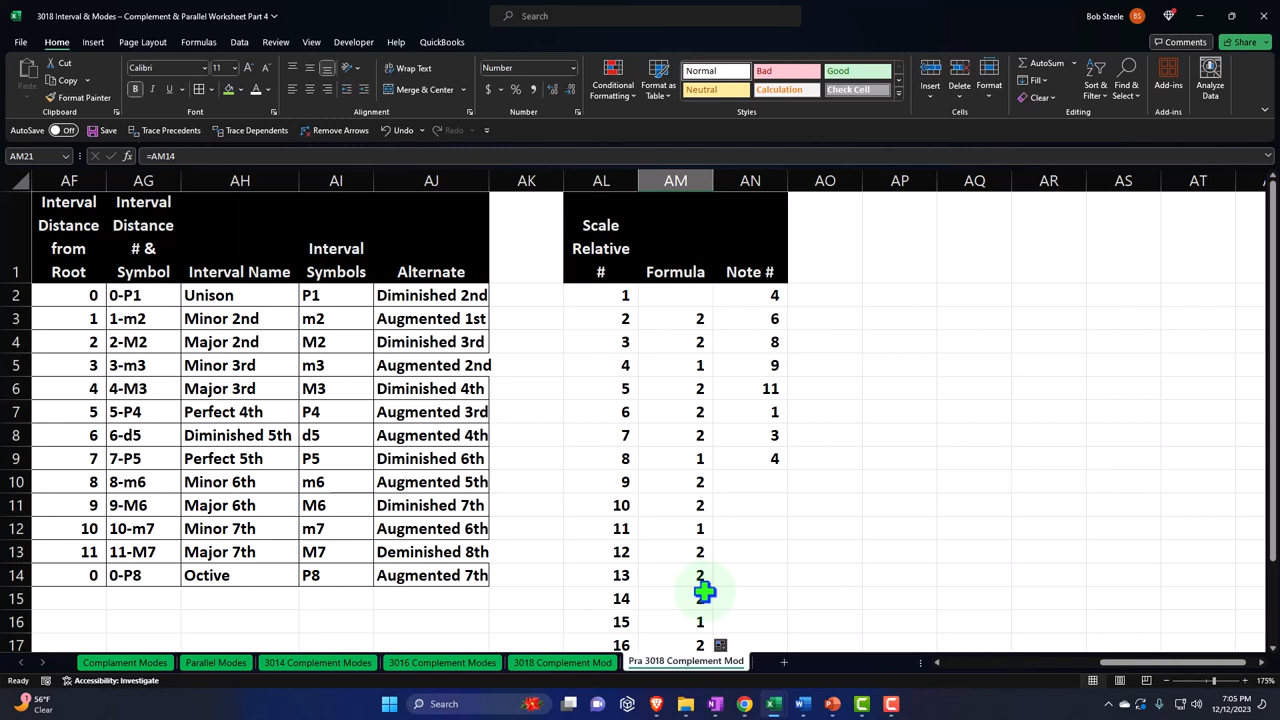 3018 Interval & Modes – Complement & Parallel Worksheet Part 4
Search
Bob Steele BS
File Home Insert Page Layout Formulas Data Review View Developer Help QuickBooks
Comments Share
Cut
Copy
Paste
Format Painter
Clipboard
Calibri 11
Font
Wrap Text
Merge & Center
Alignment
Number
Number
Conditional Formatting
Format as Table
Normal Bad Good
Neutral Calculation Check Cell
Styles
Insert Delete Format
Cells
AutoSum
Fill
Clear
Sort & Filter
Find & Select
Editing
Add-ins
Add-ins
Analyze Data
AutoSave Off Save Trace Precedents Trace Dependents Remove Arrows Undo Redo
AM21 =AM14
AF AG AH AI AJ AK AL AM AN AO AP AQ AR AS AT
1 Interval Distance from Root Interval Distance # & Symbol Interval Name Interval Symbols Alternate Scale Relative # Formula Note #
2 0 0-P1 Unison P1 Diminished 2nd 1 4
3 1 1-m2 Minor 2nd m2 Augmented 1st 2 2 6
4 2 2-M2 Major 2nd M2 Diminished 3rd 3 2 8
5 3 3-m3 Minor 3rd m3 Augmented 2nd 4 1 9
6 4 4-M3 Major 3rd M3 Diminished 4th 5 2 11
7 5 5-P4 Perfect 4th P4 Augmented 3rd 6 2 1
8 6 6-d5 Diminished 5th d5 Augmented 4th 7 2 3
9 7 7-P5 Perfect 5th P5 Diminished 6th 8 1 4
10 8 8-m6 Minor 6th m6 Augmented 5th 9 2
11 9 9-M6 Major 6th M6 Diminished 7th 10 2
12 10 10-m7 Minor 7th m7 Augmented 6th 11 1
13 11 11-M7 Major 7th M7 Deminished 8th 12 2
14 0 0-P8 Octive P8 Augmented 7th 13 2
15 14 2
16 15 1
17 16 2
Complament Modes Parallel Modes 3014 Complement Modes 3016 Complement Modes 3018 Complement Mod Pra 3018 Complement Mod
Ready Accessibility: Investigate 175%
56°F
Clear
Search
7:05 PM
12/12/2023